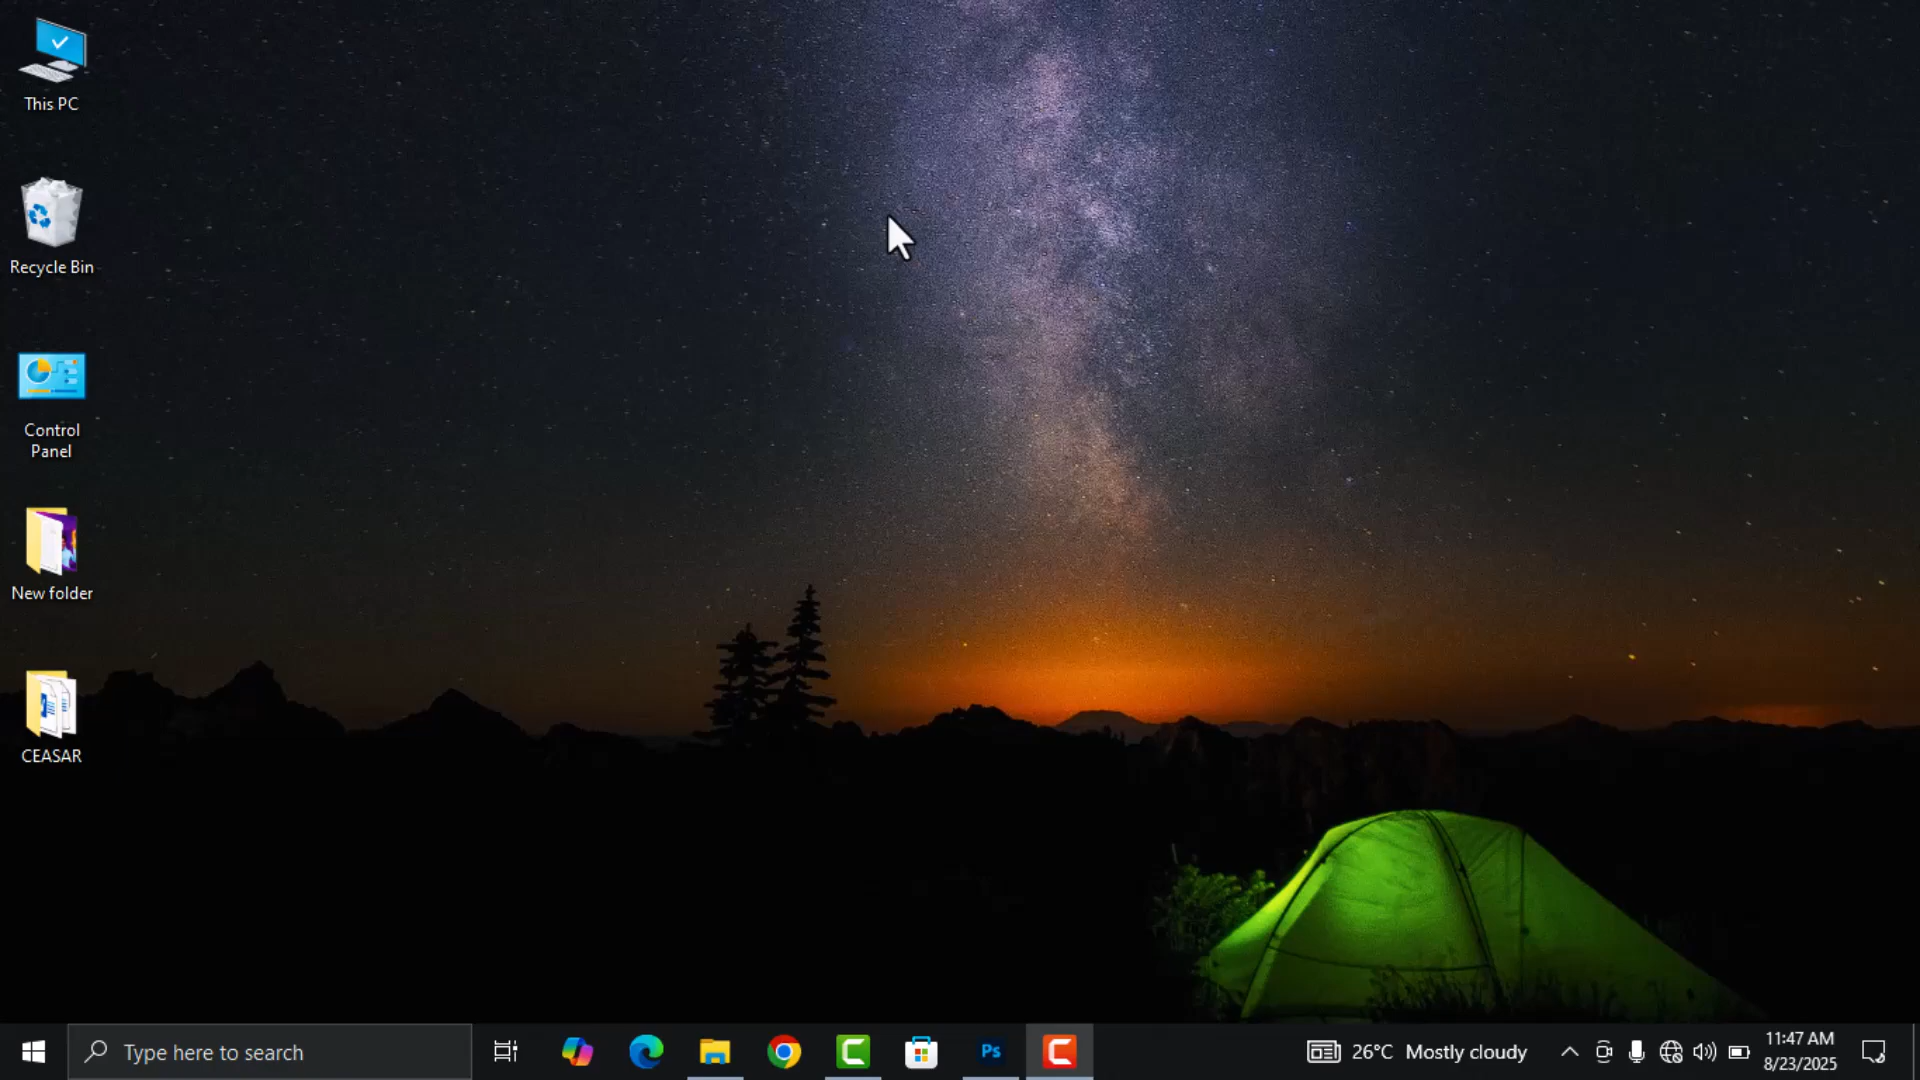 This PC
Recycle Bin
Control
Panel
New folder
CEASAR
Type here to search
Ps
26°C Mostly cloudy
11:47 AM
8/23/2025